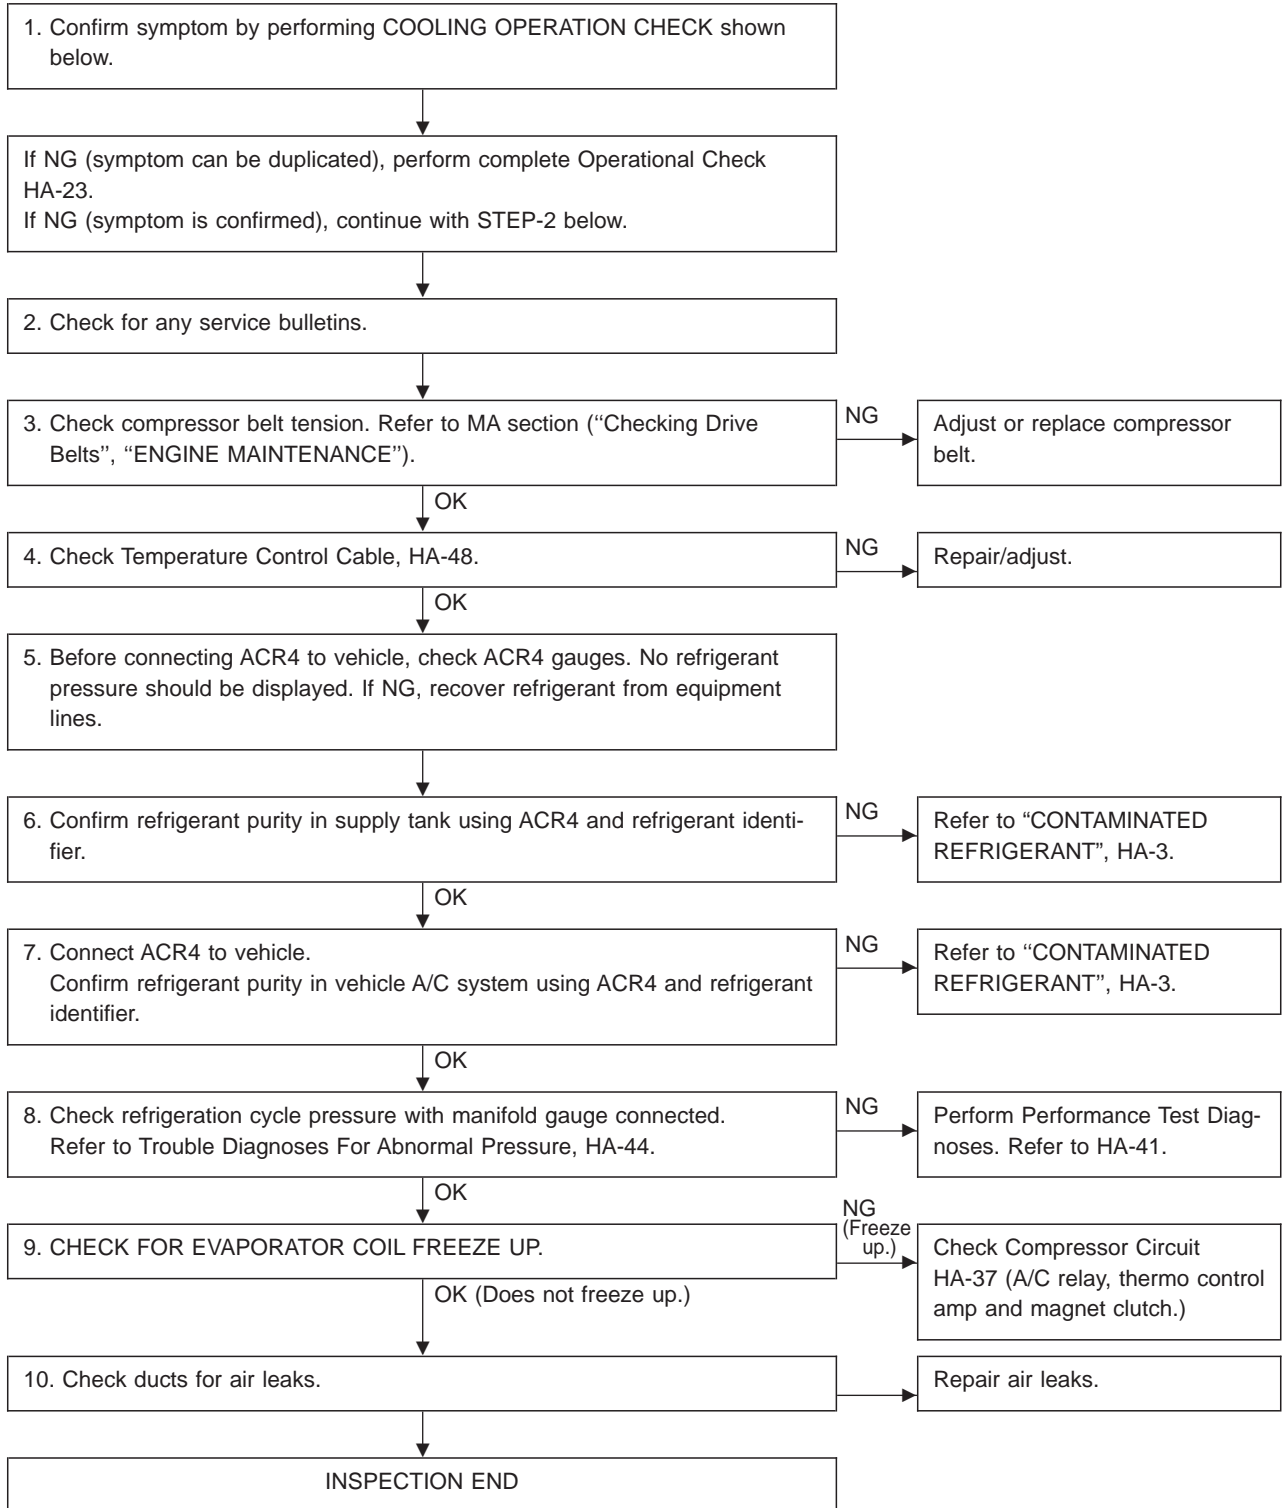 1. Confirm symptom by performing COOLING OPERATION CHECK shown
below.
If NG (symptom can be duplicated), perform complete Operational Check
HA-23.
If NG (symptom is confirmed), continue with STEP-2 below.
2. Check for any service bulletins.
3. Check compressor belt tension. Refer to MA section (‘‘Checking Drive
Belts’’, ‘‘ENGINE MAINTENANCE’’).
NG
Adjust or replace compressor
belt.
OK
4. Check Temperature Control Cable, HA-48.
NG
Repair/adjust.
OK
5. Before connecting ACR4 to vehicle, check ACR4 gauges. No refrigerant
pressure should be displayed. If NG, recover refrigerant from equipment
lines.
6. Confirm refrigerant purity in supply tank using ACR4 and refrigerant identi-
fier.
NG
Refer to “CONTAMINATED
REFRIGERANT”, HA-3.
OK
7. Connect ACR4 to vehicle.
Confirm refrigerant purity in vehicle A/C system using ACR4 and refrigerant
identifier.
NG
Refer to ‘‘CONTAMINATED
REFRIGERANT’’, HA-3.
OK
8. Check refrigeration cycle pressure with manifold gauge connected.
Refer to Trouble Diagnoses For Abnormal Pressure, HA-44.
NG
Perform Performance Test Diag-
noses. Refer to HA-41.
OK
9. CHECK FOR EVAPORATOR COIL FREEZE UP.
NG
(Freeze
up.)
Check Compressor Circuit
HA-37 (A/C relay, thermo control
amp and magnet clutch.)
OK (Does not freeze up.)
10. Check ducts for air leaks.
Repair air leaks.
INSPECTION END